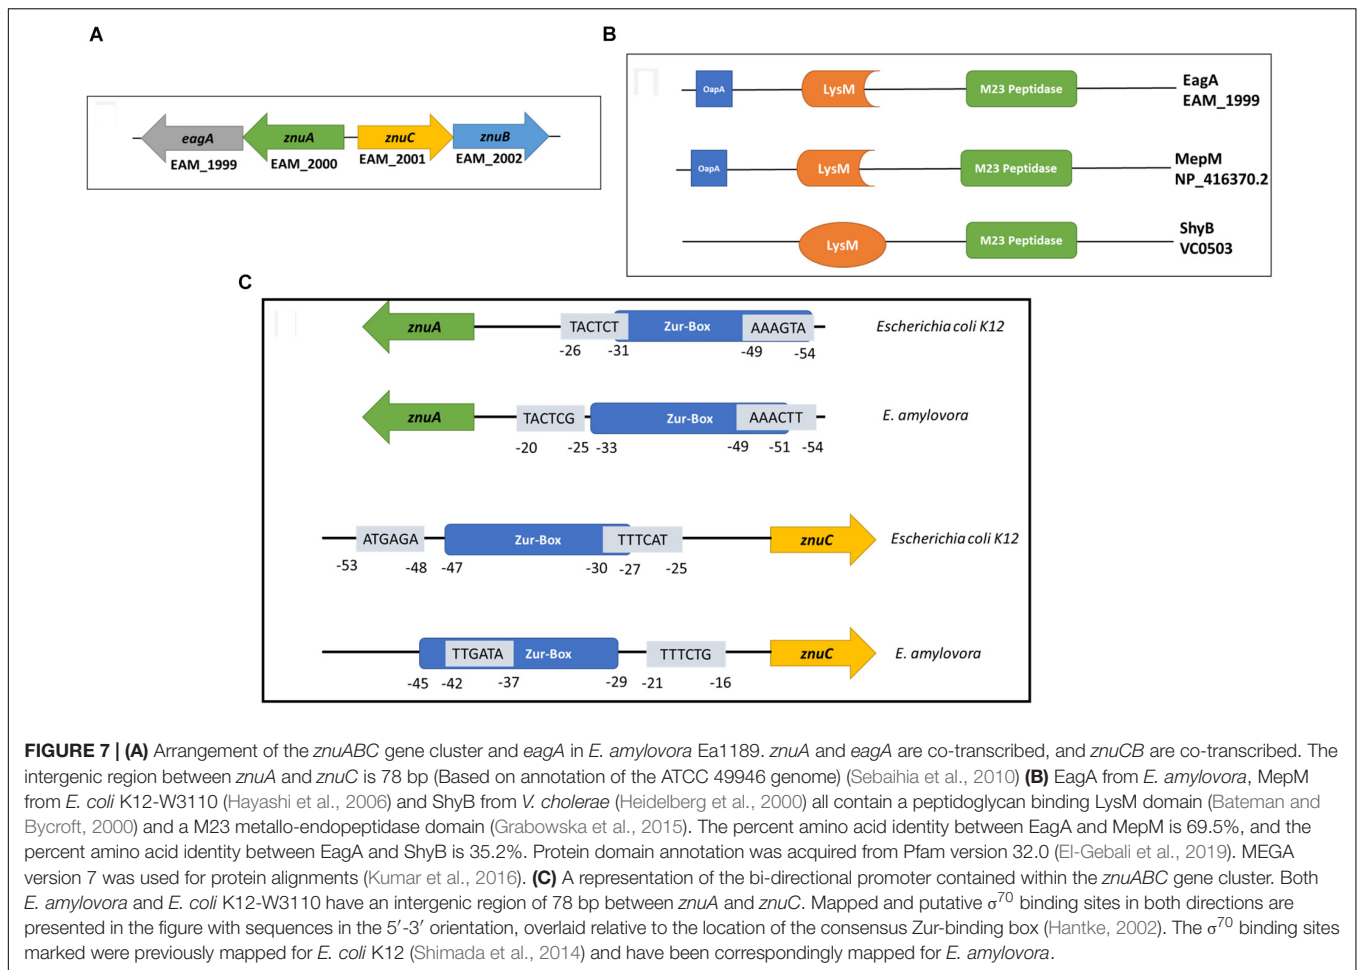 A
eagA
znuA
znuC
znuB
EAM_1999
EAM_2000
EAM_2001
EAM_2002
B
OapA
LysM
M23 Peptidase
EagA
EAM_1999
OapA
LysM
M23 Peptidase
MepM
NP_416370.2
LysM
M23 Peptidase
ShyB
VC0503
C
znuA
TACTCT
Zur-Box
AAAGTA
Escherichia coli K12
-26
-31
-49
-54
znuA
TACTCG
Zur-Box
AAACTT
E. amylovora
-20
-25
-33
-49
-51
-54
ATGAGA
Zur-Box
TTTCAT
znuC
Escherichia coli K12
-53
-48
-47
-30
-27
-25
TTGATA
Zur-Box
TTTCTG
znuC
E. amylovora
-45
-42
-37
-29
-21
-16
FIGURE 7 | (A) Arrangement of the znuABC gene cluster and eagA in E. amylovora Ea1189. znuA and eagA are co-transcribed, and znuCB are co-transcribed. The
intergenic region between znuA and znuC is 78 bp (Based on annotation of the ATCC 49946 genome) (Sebaihia et al., 2010) (B) EagA from E. amylovora, MepM
from E. coli K12-W3110 (Hayashi et al., 2006) and ShyB from V. cholerae (Heidelberg et al., 2000) all contain a peptidoglycan binding LysM domain (Bateman and
Bycroft, 2000) and a M23 metallo-endopeptidase domain (Grabowska et al., 2015). The percent amino acid identity between EagA and MepM is 69.5%, and the
percent amino acid identity between EagA and ShyB is 35.2%. Protein domain annotation was acquired from Pfam version 32.0 (El-Gebali et al., 2019). MEGA
version 7 was used for protein alignments (Kumar et al., 2016). (C) A representation of the bi-directional promoter contained within the znuABC gene cluster. Both
E. amylovora and E. coli K12-W3110 have an intergenic region of 78 bp between znuA and znuC. Mapped and putative σ⁷⁰ binding sites in both directions are
presented in the figure with sequences in the 5′-3′ orientation, overlaid relative to the location of the consensus Zur-binding box (Hantke, 2002). The σ⁷⁰ binding sites
marked were previously mapped for E. coli K12 (Shimada et al., 2014) and have been correspondingly mapped for E. amylovora.